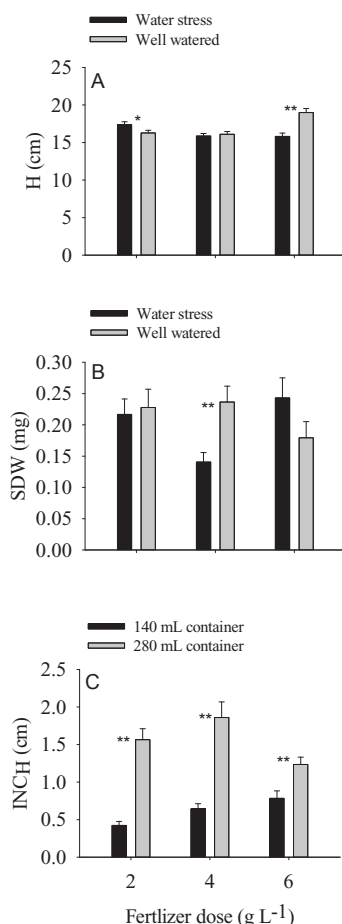 Water stress
Well watered
A
25
20
15
10
5
0
H (cm)
*
**
Water stress
Well watered
B
0.30
0.25
0.20
0.15
0.10
0.05
0.00
SDW (mg)
**
140 mL container
280 mL container
C
2.5
2.0
1.5
1.0
0.5
0.0
INCH (cm)
**
**
**
2 4 6
Fertlizer dose (g L-1)